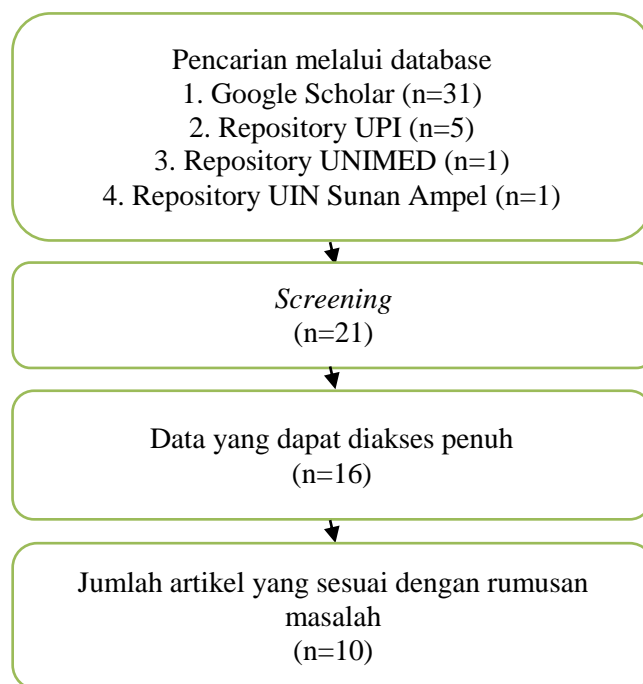 Pencarian melalui database
1. Google Scholar (n=31)
2. Repository UPI (n=5)
3. Repository UNIMED (n=1)
4. Repository UIN Sunan Ampel (n=1)
Screening
(n=21)
Data yang dapat diakses penuh
(n=16)
Jumlah artikel yang sesuai dengan rumusan
masalah
(n=10)